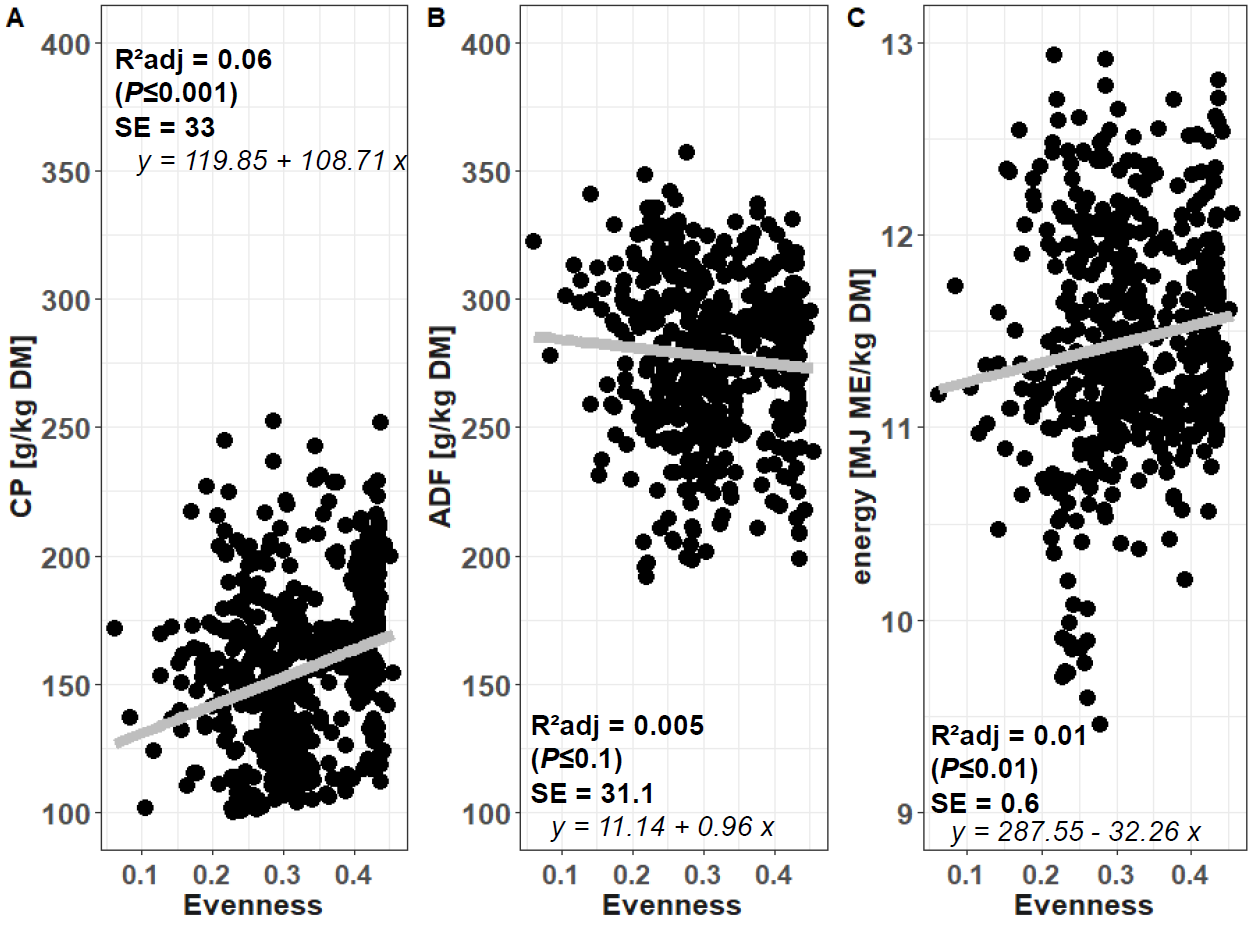 A
CP [g/kg DM]
400
350
300
250
200
150
100
R²adj = 0.06
(P≤0.001)
SE = 33
y = 119.85 + 108.71 x
0.1 0.2 0.3 0.4
Evenness
B
ADF [g/kg DM]
400
350
300
250
200
150
100
R²adj = 0.005
(P≤0.1)
SE = 31.1
y = 11.14 + 0.96 x
0.1 0.2 0.3 0.4
Evenness
C
energy [MJ ME/kg DM]
13
12
11
10
9
R²adj = 0.01
(P≤0.01)
SE = 0.6
y = 287.55 - 32.26 x
0.1 0.2 0.3 0.4
Evenness